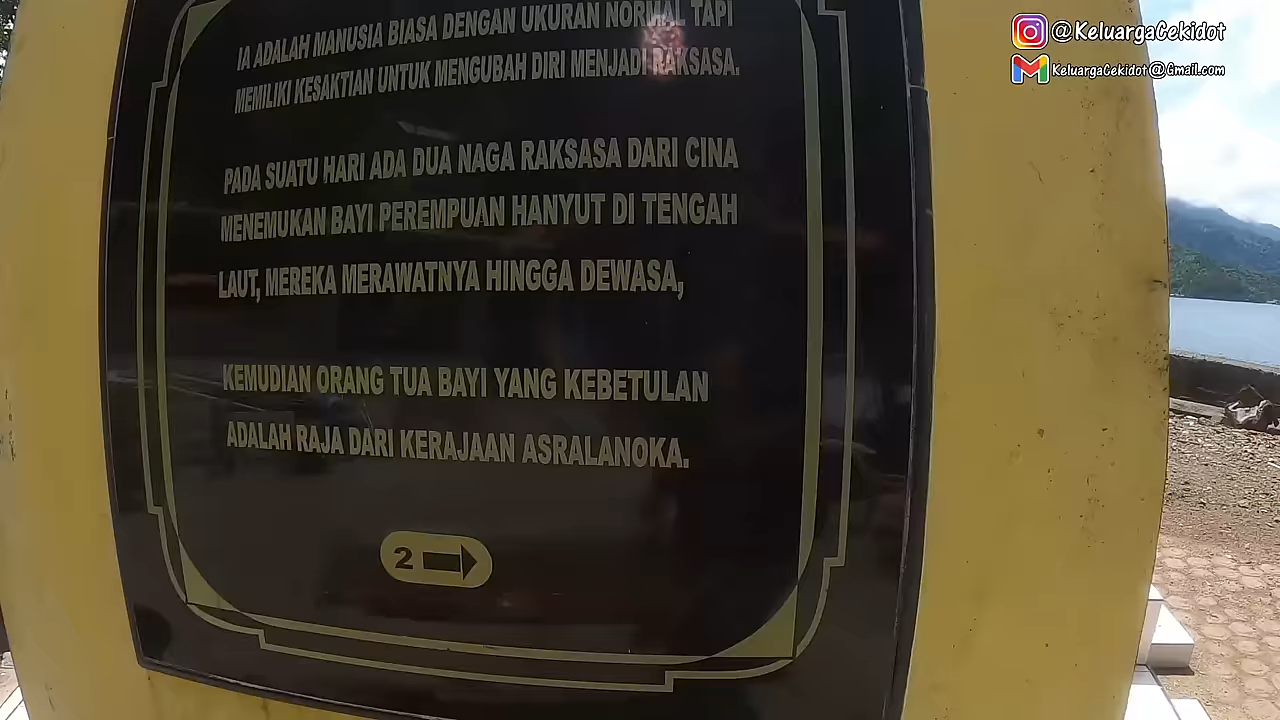 IA ADALAH MANUSIA BIASA DENGAN UKURAN NORMAL TAPI
MEMILIKI KESAKTIAN UNTUK MENGUBAH DIRI MENJADI RAKSASA.
PADA SUATU HARI ADA DUA NAGA RAKSASA DARI CINA
MENEMUKAN BAYI PEREMPUAN HANYUT DI TENGAH
LAUT, MEREKA MERAWATNYA HINGGA DEWASA,
KEMUDIAN ORANG TUA BAYI YANG KEBETULAN
ADALAH RAJA DARI KERAJAAN ASRALANOKA.
2
@KeluargaCekidot
KeluargaCekidot@Gmail.com